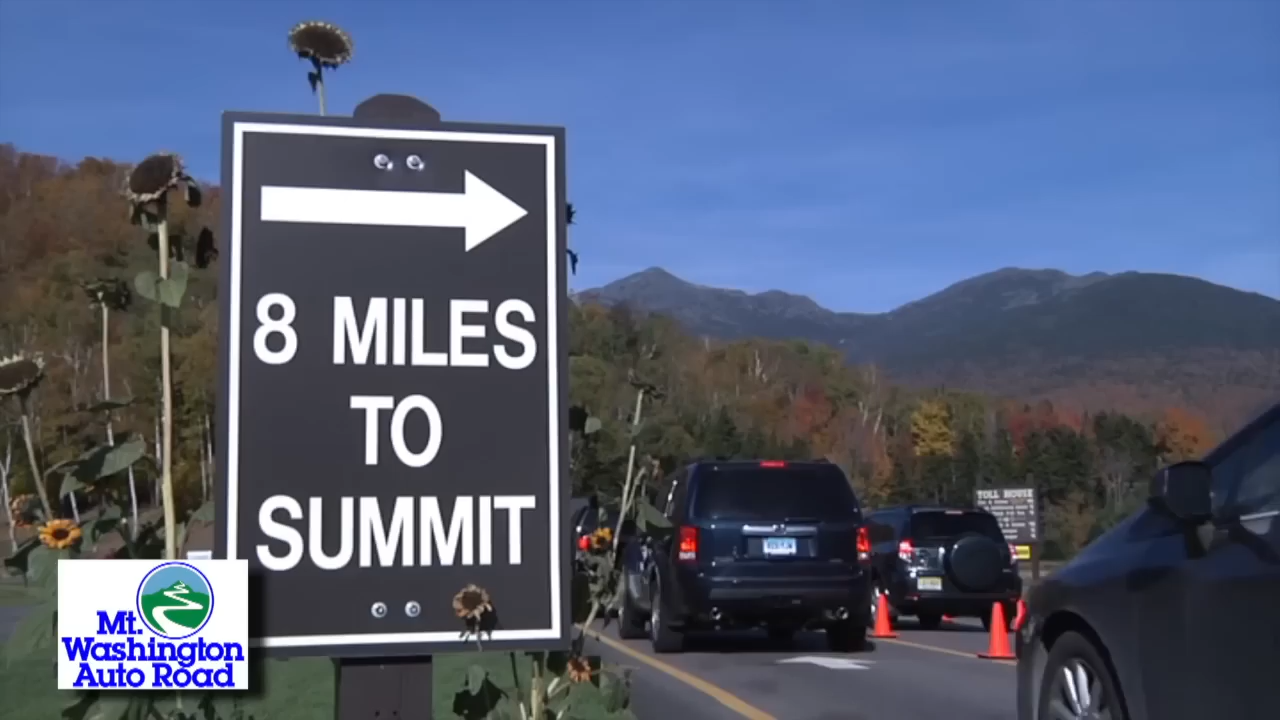 8 MILES
TO
SUMMIT
TOLL HOUSE
Mt.
Washington
Auto Road